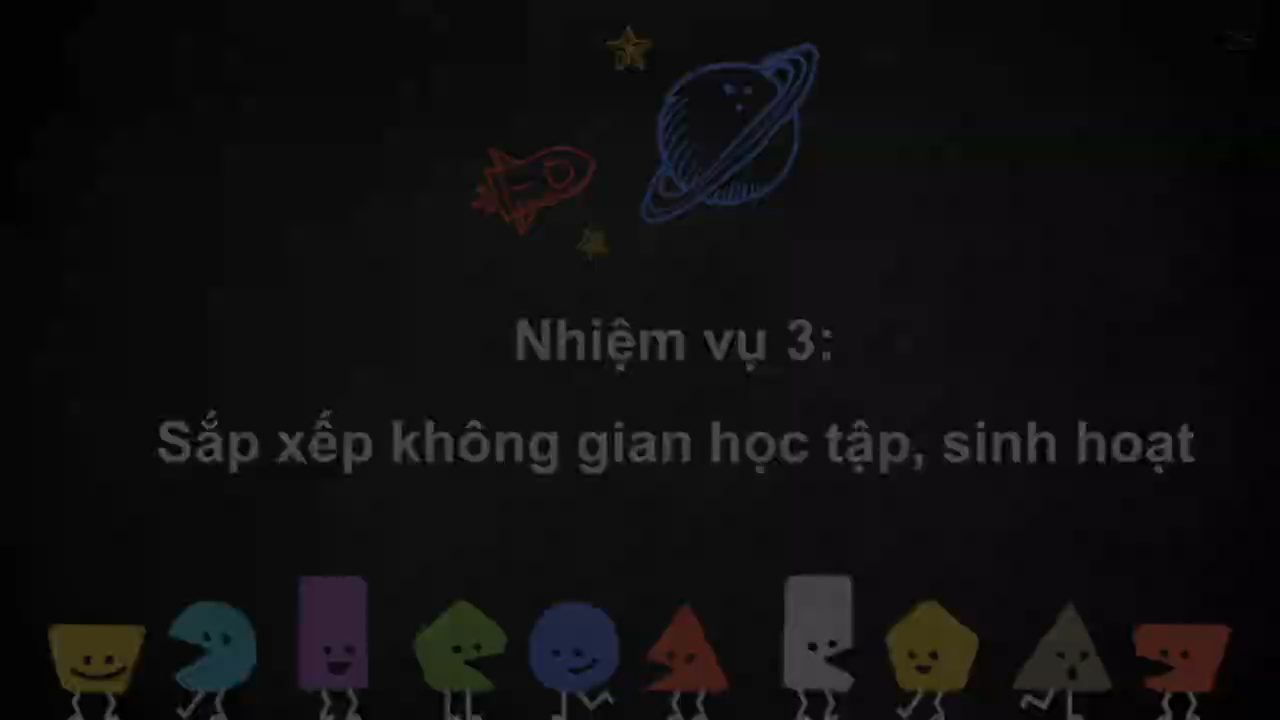 Nhiệm vụ 3:
Sắp xếp không gian học tập, sinh hoạt